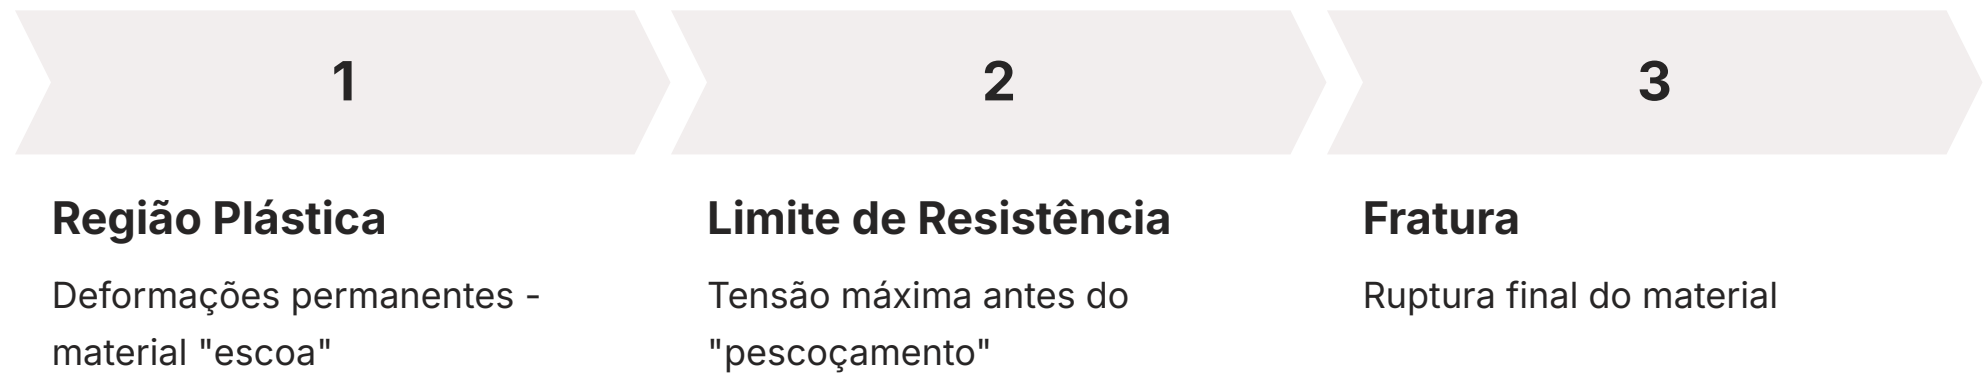 1
2
3
Região Plástica
Deformações permanentes -
material "escoa"
Limite de Resistência
Tensão máxima antes do
"pescoçamento"
Fratura
Ruptura final do material